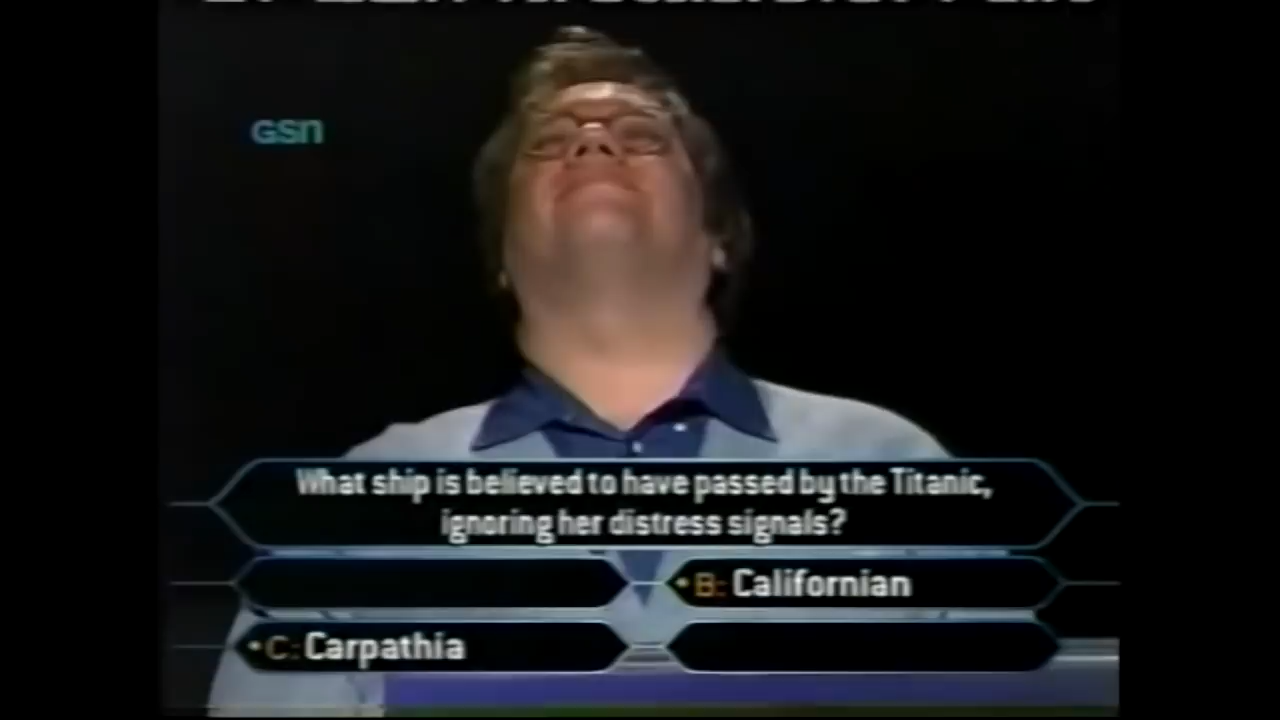 GSN
What ship is believed to have passed by the Titanic,
ignoring her distress signals?
B: Californian
C: Carpathia